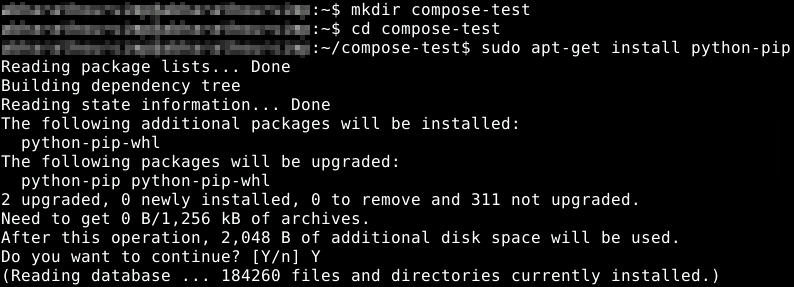 :~$ mkdir compose-test
:~$ cd compose-test
:~/compose-test$ sudo apt-get install python-pip
Reading package lists... Done
Building dependency tree
Reading state information... Done
The following additional packages will be installed:
  python-pip-whl
The following packages will be upgraded:
  python-pip python-pip-whl
2 upgraded, 0 newly installed, 0 to remove and 311 not upgraded.
Need to get 0 B/1,256 kB of archives.
After this operation, 2,048 B of additional disk space will be used.
Do you want to continue? [Y/n] Y
(Reading database ... 184260 files and directories currently installed.)